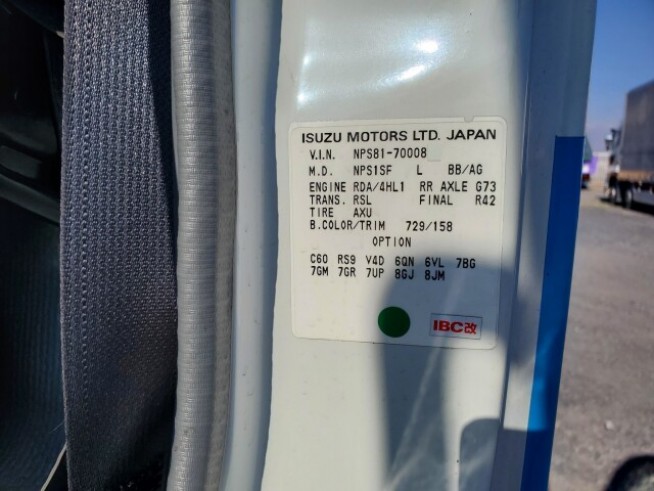 ISUZU MOTORS LTD. JAPAN
V.I.N. NPS81-70008
M.D. NPS1SF L BB/AG
ENGINE RDA/4HL1 RR AXLE G73
TRANS. RSL FINAL R42
TIRE AXU
B.COLOR/TRIM 729/158
OPTION
C60 RS9 V4D 6QN 6VL 7BG
7GM 7GR 7UP 8GJ 8JM
IBC改